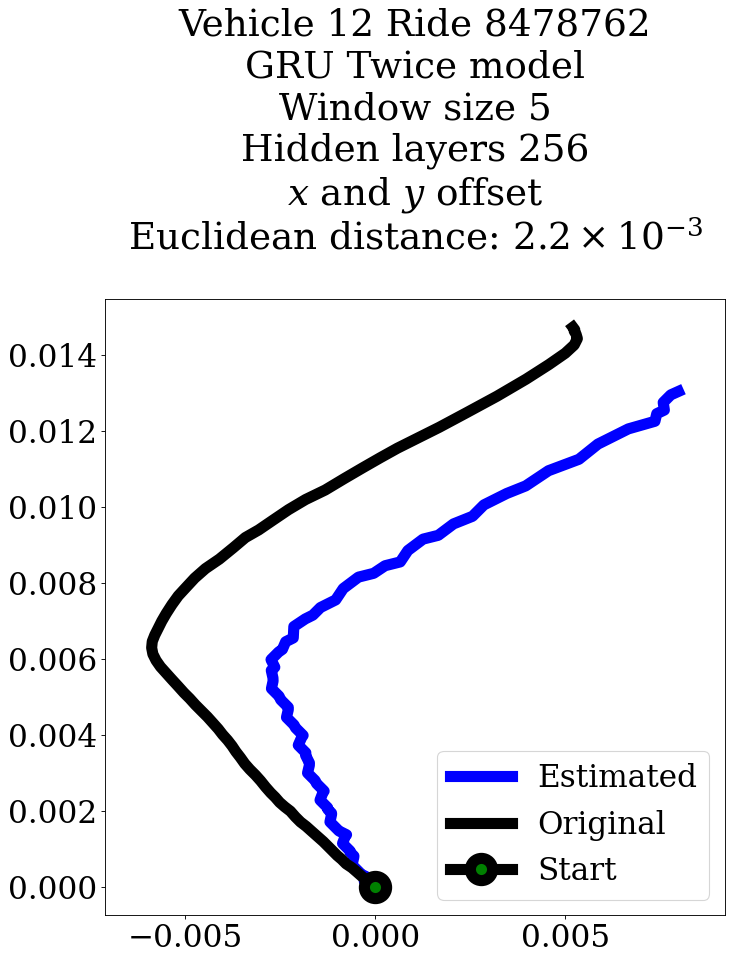 Vehicle 12 Ride 8478762
GRU Twice model
Window size 5
Hidden layers 256
x and y offset
Euclidean distance: 2.2 × 10⁻³
0.014
0.012
0.010
0.008
0.006
0.004
0.002
0.000
Estimated
Original
Start
−0.005 0.000 0.005